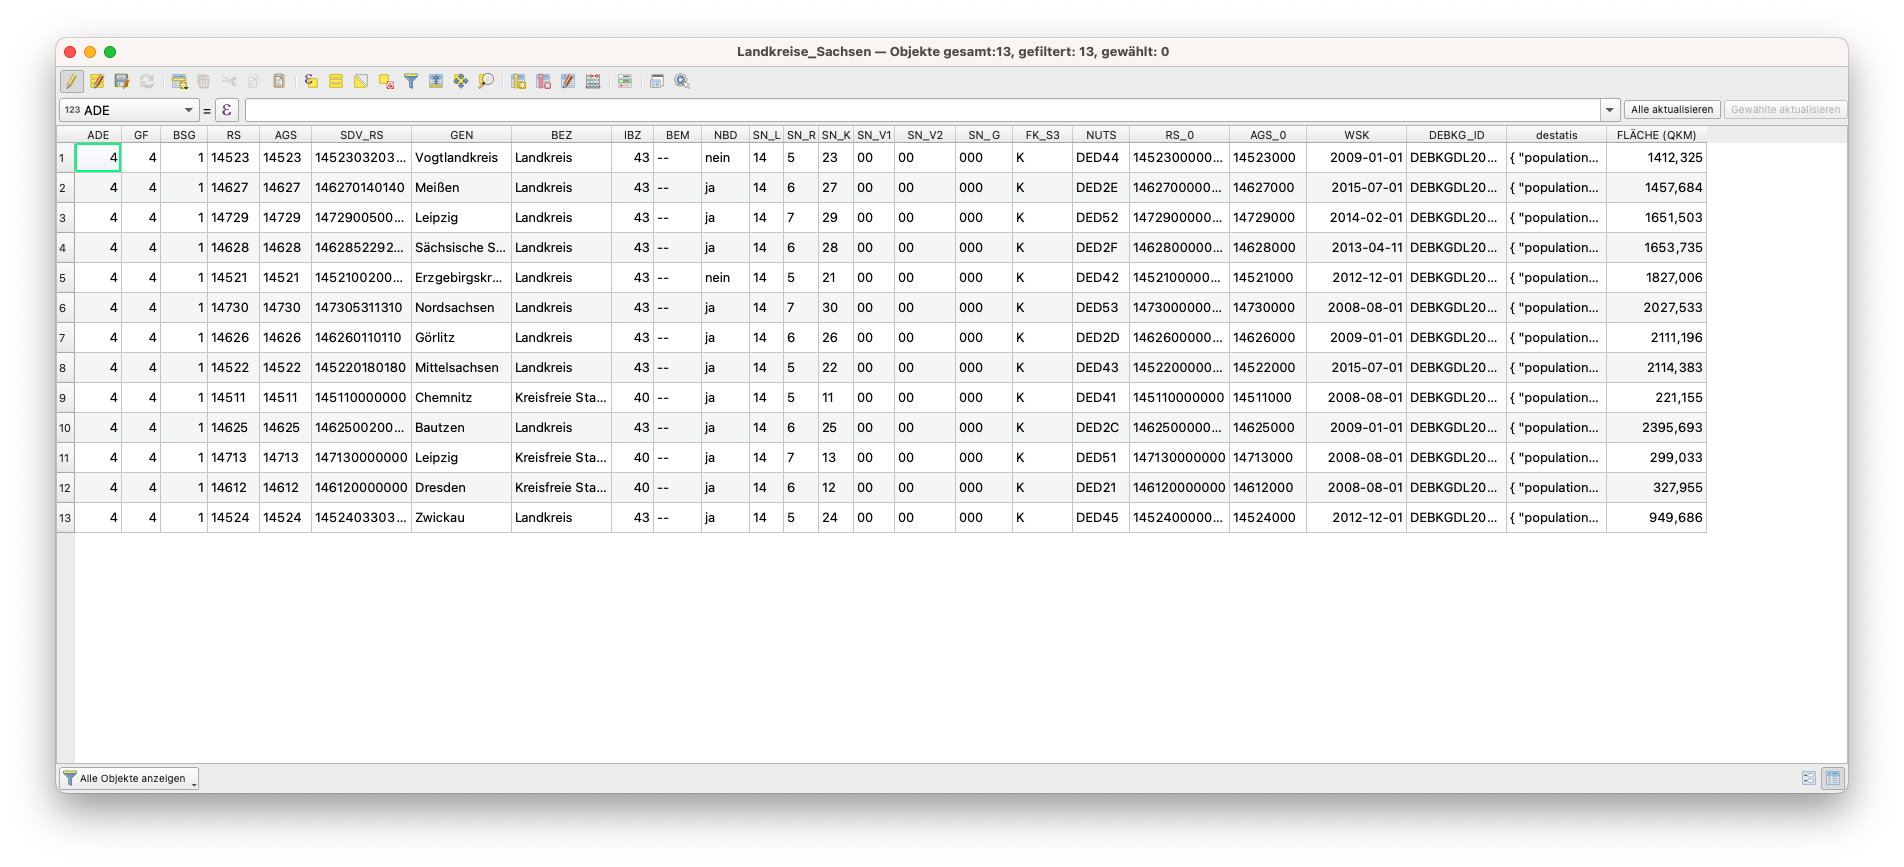 Landkreise_Sachsen — Objekte gesamt:13, gefiltert: 13, gewählt: 0
123 ADE = ε Alle aktualisieren Gewählte aktualisieren
ADE GF BSG RS AGS SDV_RS GEN BEZ IBZ BEM NBD SN_L SN_R SN_K SN_V1 SN_V2 SN_G FK_S3 NUTS RS_0 AGS_0 WSK DEBKG_ID destatis FLÄCHE (QKM)
1 4 4 1 14523 14523 1452303203... Vogtlandkreis Landkreis 43 -- nein 14 5 23 00 00 000 K DED44 1452300000... 14523000 2009-01-01 DEBKGDL20... { "population... 1412,325
2 4 4 1 14627 14627 146270140140 Meißen Landkreis 43 -- ja 14 6 27 00 00 000 K DED2E 1462700000... 14627000 2015-07-01 DEBKGDL20... { "population... 1457,684
3 4 4 1 14729 14729 1472900500... Leipzig Landkreis 43 -- ja 14 7 29 00 00 000 K DED52 1472900000... 14729000 2014-02-01 DEBKGDL20... { "population... 1651,503
4 4 4 1 14628 14628 1462852292... Sächsische S... Landkreis 43 -- ja 14 6 28 00 00 000 K DED2F 1462800000... 14628000 2013-04-11 DEBKGDL20... { "population... 1653,735
5 4 4 1 14521 14521 1452100200... Erzgebirgskr... Landkreis 43 -- nein 14 5 21 00 00 000 K DED42 1452100000... 14521000 2012-12-01 DEBKGDL20... { "population... 1827,006
6 4 4 1 14730 14730 147305311310 Nordsachsen Landkreis 43 -- ja 14 7 30 00 00 000 K DED53 1473000000... 14730000 2008-08-01 DEBKGDL20... { "population... 2027,533
7 4 4 1 14626 14626 146260110110 Görlitz Landkreis 43 -- ja 14 6 26 00 00 000 K DED2D 1462600000... 14626000 2009-01-01 DEBKGDL20... { "population... 2111,196
8 4 4 1 14522 14522 145220180180 Mittelsachsen Landkreis 43 -- ja 14 5 22 00 00 000 K DED43 1452200000... 14522000 2015-07-01 DEBKGDL20... { "population... 2114,383
9 4 4 1 14511 14511 145110000000 Chemnitz Kreisfreie Sta... 40 -- ja 14 5 11 00 00 000 K DED41 145110000000 14511000 2008-08-01 DEBKGDL20... { "population... 221,155
10 4 4 1 14625 14625 1462500200... Bautzen Landkreis 43 -- ja 14 6 25 00 00 000 K DED2C 1462500000... 14625000 2009-01-01 DEBKGDL20... { "population... 2395,693
11 4 4 1 14713 14713 147130000000 Leipzig Kreisfreie Sta... 40 -- ja 14 7 13 00 00 000 K DED51 147130000000 14713000 2008-08-01 DEBKGDL20... { "population... 299,033
12 4 4 1 14612 14612 146120000000 Dresden Kreisfreie Sta... 40 -- ja 14 6 12 00 00 000 K DED21 146120000000 14612000 2008-08-01 DEBKGDL20... { "population... 327,955
13 4 4 1 14524 14524 1452403303... Zwickau Landkreis 43 -- ja 14 5 24 00 00 000 K DED45 1452400000... 14524000 2012-12-01 DEBKGDL20... { "population... 949,686
Alle Objekte anzeigen